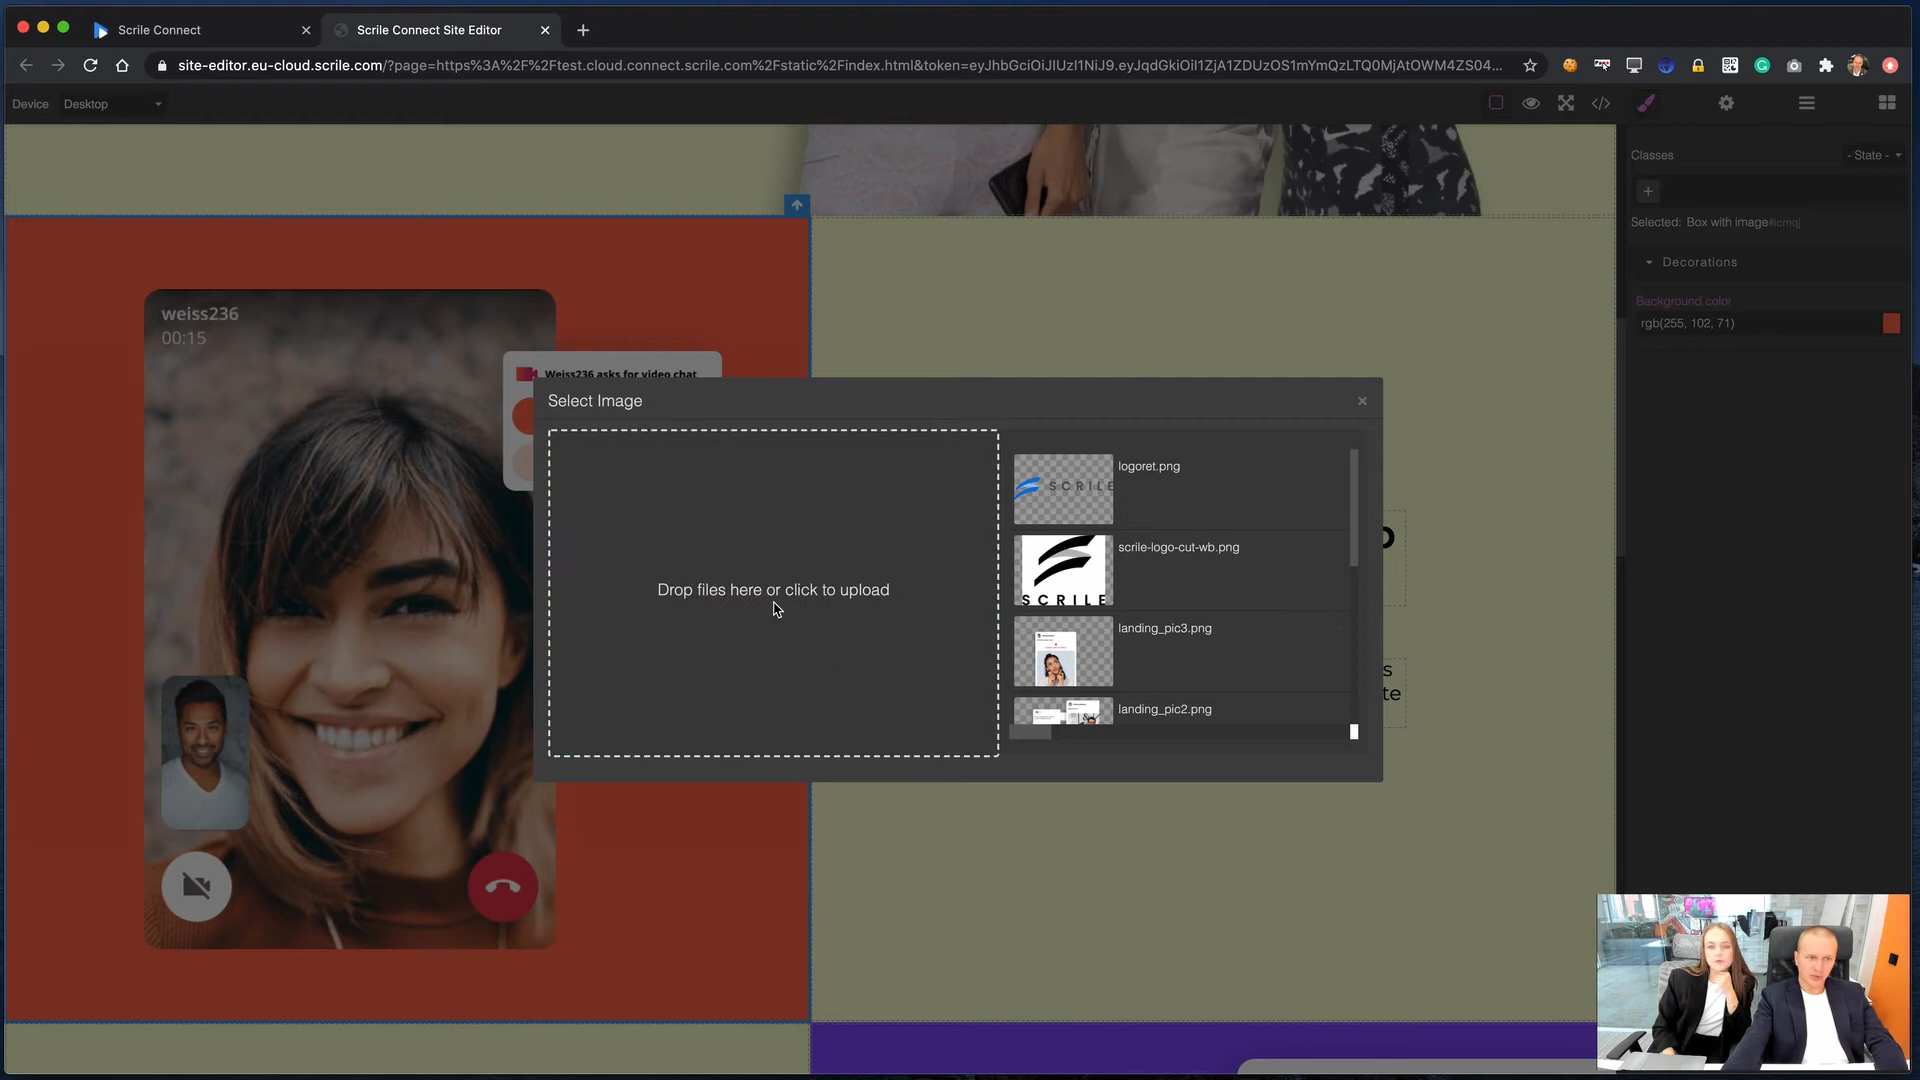 Scrile Connect
Scrile Connect Site Editor
site-editor.eu-cloud.scrile.com/?page=https%3A%2F%2Ftest.cloud.connect.scrile.com%2Fstatic%2Findex.html&token=eyJhbGciOiJIUzI1NiJ9.eyJqdGkiOiI1ZjA1ZDUzOS1mYmQzLTQ0MjAtOWM4ZS04...
Device Desktop
Classes
- State -
Selected: Box with image#icmqj
Decorations
Background color
rgb(255, 102, 71)
weiss236
00:15
Weiss236 asks for video chat
Select Image
Drop files here or click to upload
logoret.png
SCRILE
scrile-logo-cut-wb.png
SCRILE
landing_pic3.png
landing_pic2.png
s
te